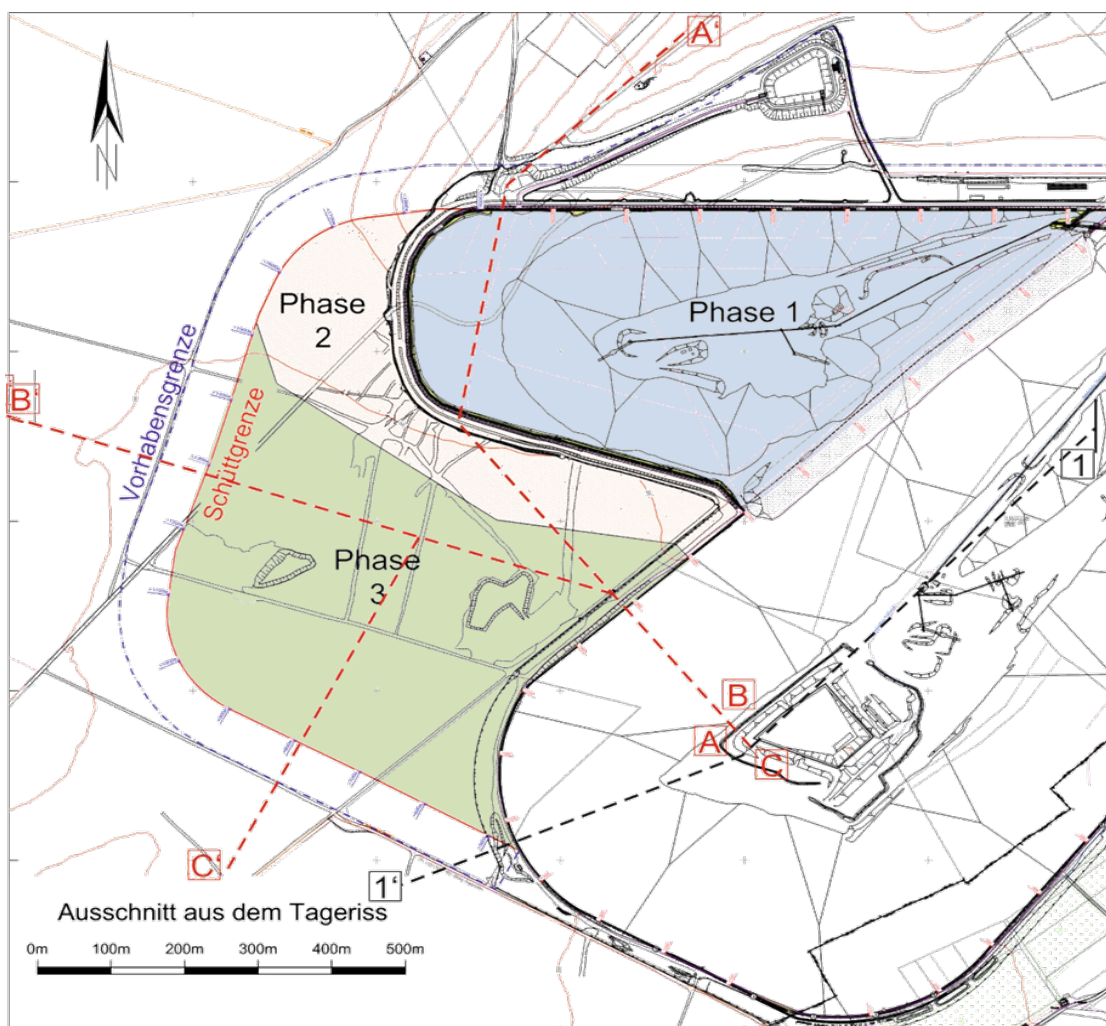 A'
N
Phase
2
Phase 1
B'
Vorhabensgrenze
Schüttgrenze
1
Phase
3
B
A
C
C'
1'
Ausschnitt aus dem Tageriss
0m 100m 200m 300m 400m 500m